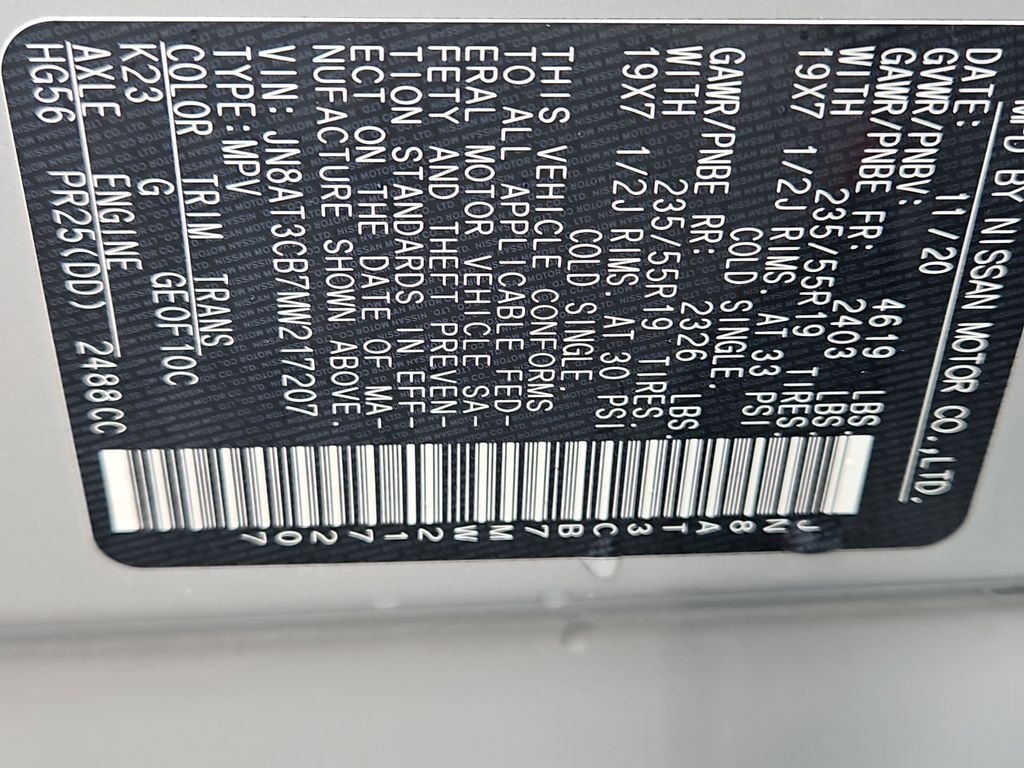 MFD BY NISSAN MOTOR CO.,LTD.
DATE: 11/20
GVWR/PNBV: 4619 LBS.
GAWR/PNBE FR: 2403 LBS.
WITH 235/55R19 TIRES.
19X7 1/2J RIMS. AT 33 PSI
COLD SINGLE.
GAWR/PNBE RR: 2326 LBS.
WITH 235/55R19 TIRES.
19X7 1/2J RIMS. AT 30 PSI
COLD SINGLE.
THIS VEHICLE CONFORMS
TO ALL APPLICABLE FED-
ERAL MOTOR VEHICLE SA-
FETY AND THEFT PREVEN-
TION STANDARDS IN EFF-
ECT ON THE DATE OF MA-
NUFACTURE SHOWN ABOVE.
VIN: JN8AT3CB7MW217207
TYPE:MPV
COLOR TRIM TRANS
K23 G GEOF10C
AXLE ENGINE
HG56 PR25(DD) 2488CC
JN8AT3CB7MW217207